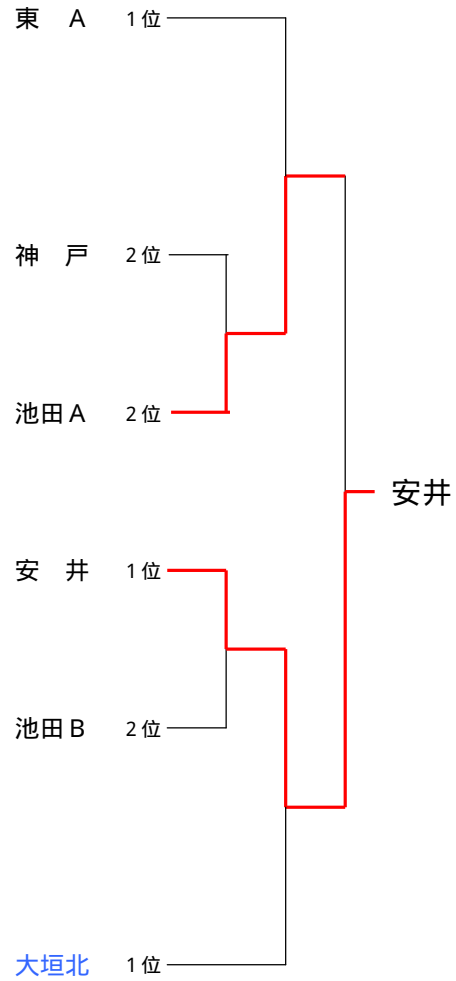 東　A　1位
神　戸　2位
池田A　2位
安井
安　井　1位
池田B　2位
大垣北　1位